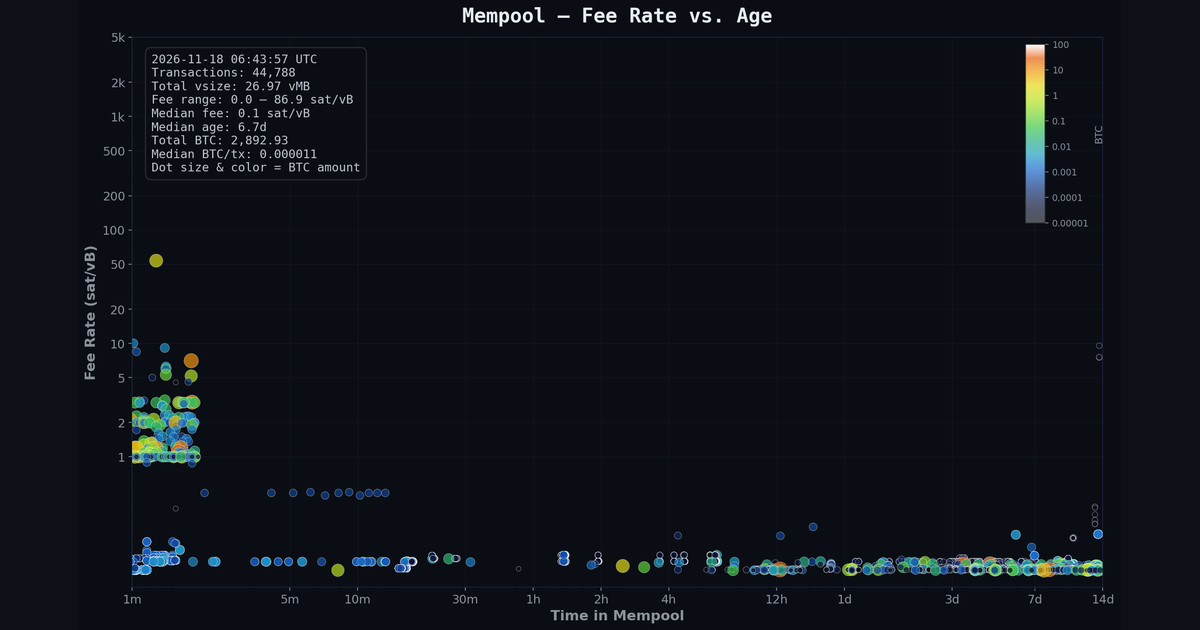 Mempool — Fee Rate vs. Age
2026-11-18 06:43:57 UTC
Transactions: 44,788
Total vsize: 26.97 vMB
Fee range: 0.0 — 86.9 sat/vB
Median fee: 0.1 sat/vB
Median age: 6.7d
Total BTC: 2,892.93
Median BTC/tx: 0.000011
Dot size & color = BTC amount
100
10
1
0.1
0.01
0.001
0.0001
0.00001
BTC
Fee Rate (sat/vB)
5k
2k
1k
500
200
100
50
20
10
5
2
1
1m 5m 10m 30m 1h 2h 4h 12h 1d 3d 7d 14d
Time in Mempool